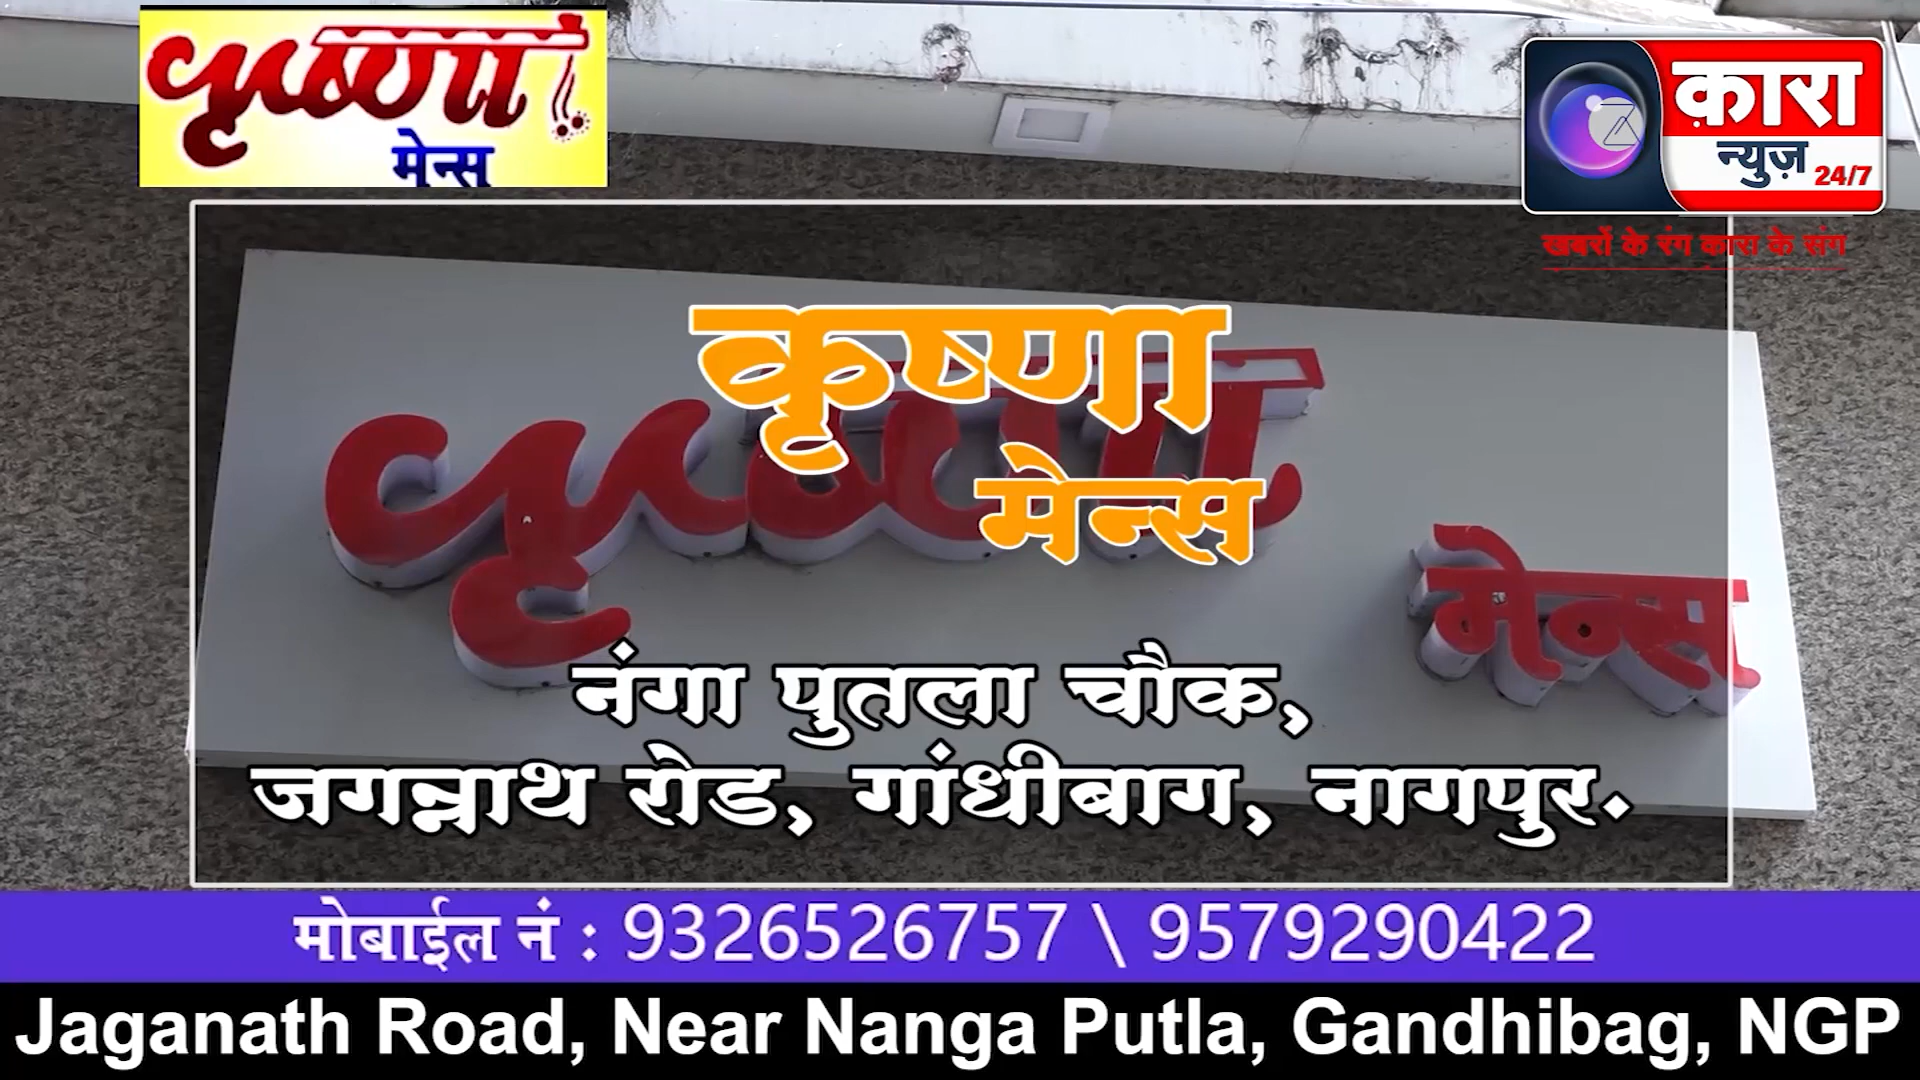 कृष्णा
मेन्स
क़ारा
न्युज़
24/7
खबरों के रंग कारा के संग
कृष्णा
मेन्स
कृष्णा
मेन्स
नंगा पुतला चौक,
जगन्नाथ रोड, गांधीबाग, नागपुर.
मोबाईल नं : 9326526757 \ 9579290422
Jaganath Road, Near Nanga Putla, Gandhibag, NGP